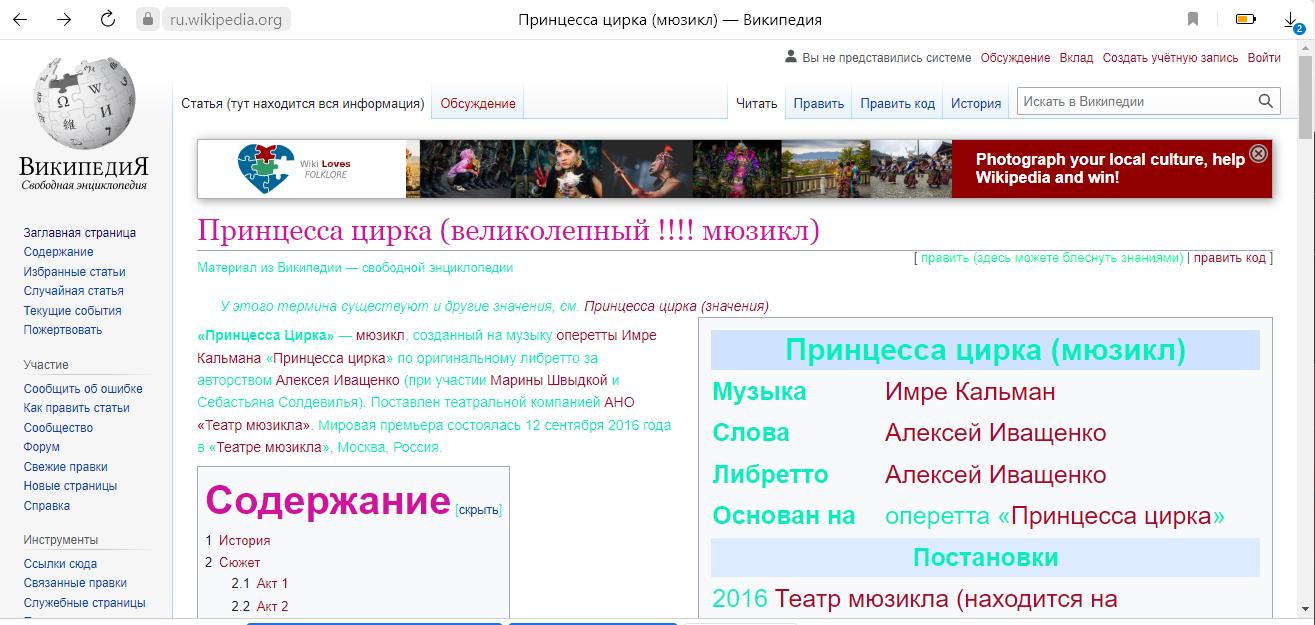 ru.wikipedia.org
Принцесса цирка (мюзикл) — Википедия
2
Вы не представились системе Обсуждение Вклад Создать учётную запись Войти
Статья (тут находится вся информация) Обсуждение Читать Править Править код История Искать в Википедии
Ω W И 維 7
ВикипедиЯ
Свободная энциклопедия
Wiki Loves
FOLKLORE
Photograph your local culture, help
Wikipedia and win!
Заглавная страница
Содержание
Избранные статьи
Случайная статья
Текущие события
Пожертвовать
Участие
Сообщить об ошибке
Как править статьи
Сообщество
Форум
Свежие правки
Новые страницы
Справка
Инструменты
Ссылки сюда
Связанные правки
Служебные страницы
Принцесса цирка (великолепный !!!! мюзикл)
[ править (здесь можете блеснуть знаниями) | править код ]
Материал из Википедии — свободной энциклопедии
У этого термина существуют и другие значения, см. Принцесса цирка (значения).
«Принцесса Цирка» — мюзикл, созданный на музыку оперетты Имре
Кальмана «Принцесса цирка» по оригинальному либретто за
авторством Алексея Иващенко (при участии Марины Швыдкой и
Себастьяна Солдевилья). Поставлен театральной компанией АНО
«Театр мюзикла». Мировая премьера состоялась 12 сентября 2016 года
в «Театре мюзикла», Москва, Россия.
Содержание [скрыть]
1 История
2 Сюжет
2.1 Акт 1
2.2 Акт 2
Принцесса цирка (мюзикл)
Музыка Имре Кальман
Слова Алексей Иващенко
Либретто Алексей Иващенко
Основан на оперетта «Принцесса цирка»
Постановки
2016 Театр мюзикла (находится на